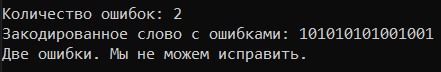 Количество ошибок: 2
Закодированное слово с ошибками: 101010101001001
Две ошибки. Мы не можем исправить.